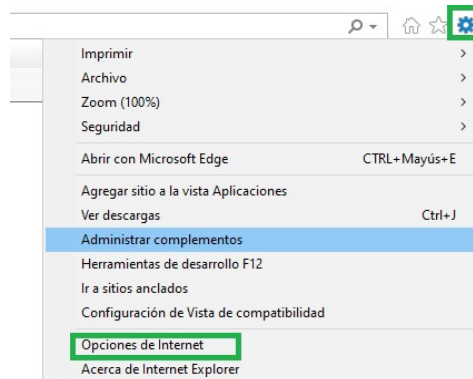 Imprimir
Archivo
Zoom (100%)
Seguridad
Abrir con Microsoft Edge CTRL+Mayús+E
Agregar sitio a la vista Aplicaciones
Ver descargas Ctrl+J
Administrar complementos
Herramientas de desarrollo F12
Ir a sitios anclados
Configuración de Vista de compatibilidad
Opciones de Internet
Acerca de Internet Explorer